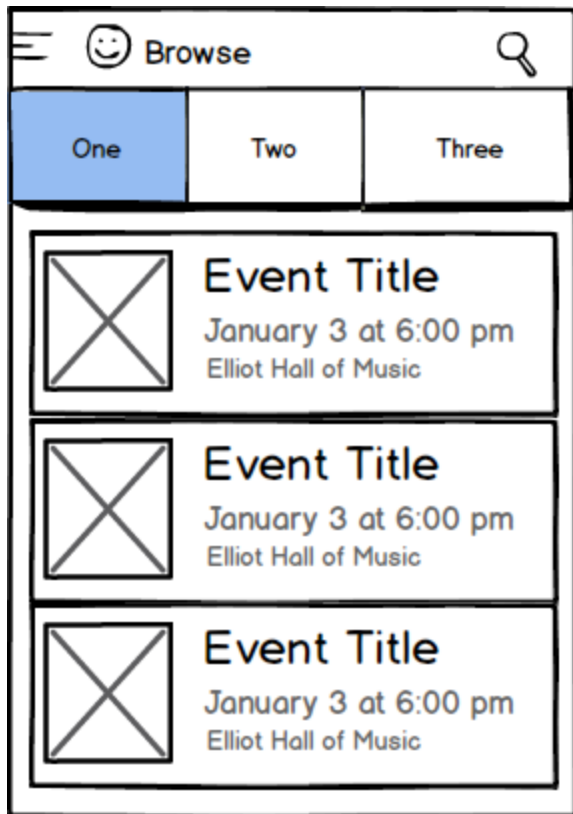 Browse
One
Two
Three
Event Title
January 3 at 6:00 pm
Elliot Hall of Music
Event Title
January 3 at 6:00 pm
Elliot Hall of Music
Event Title
January 3 at 6:00 pm
Elliot Hall of Music